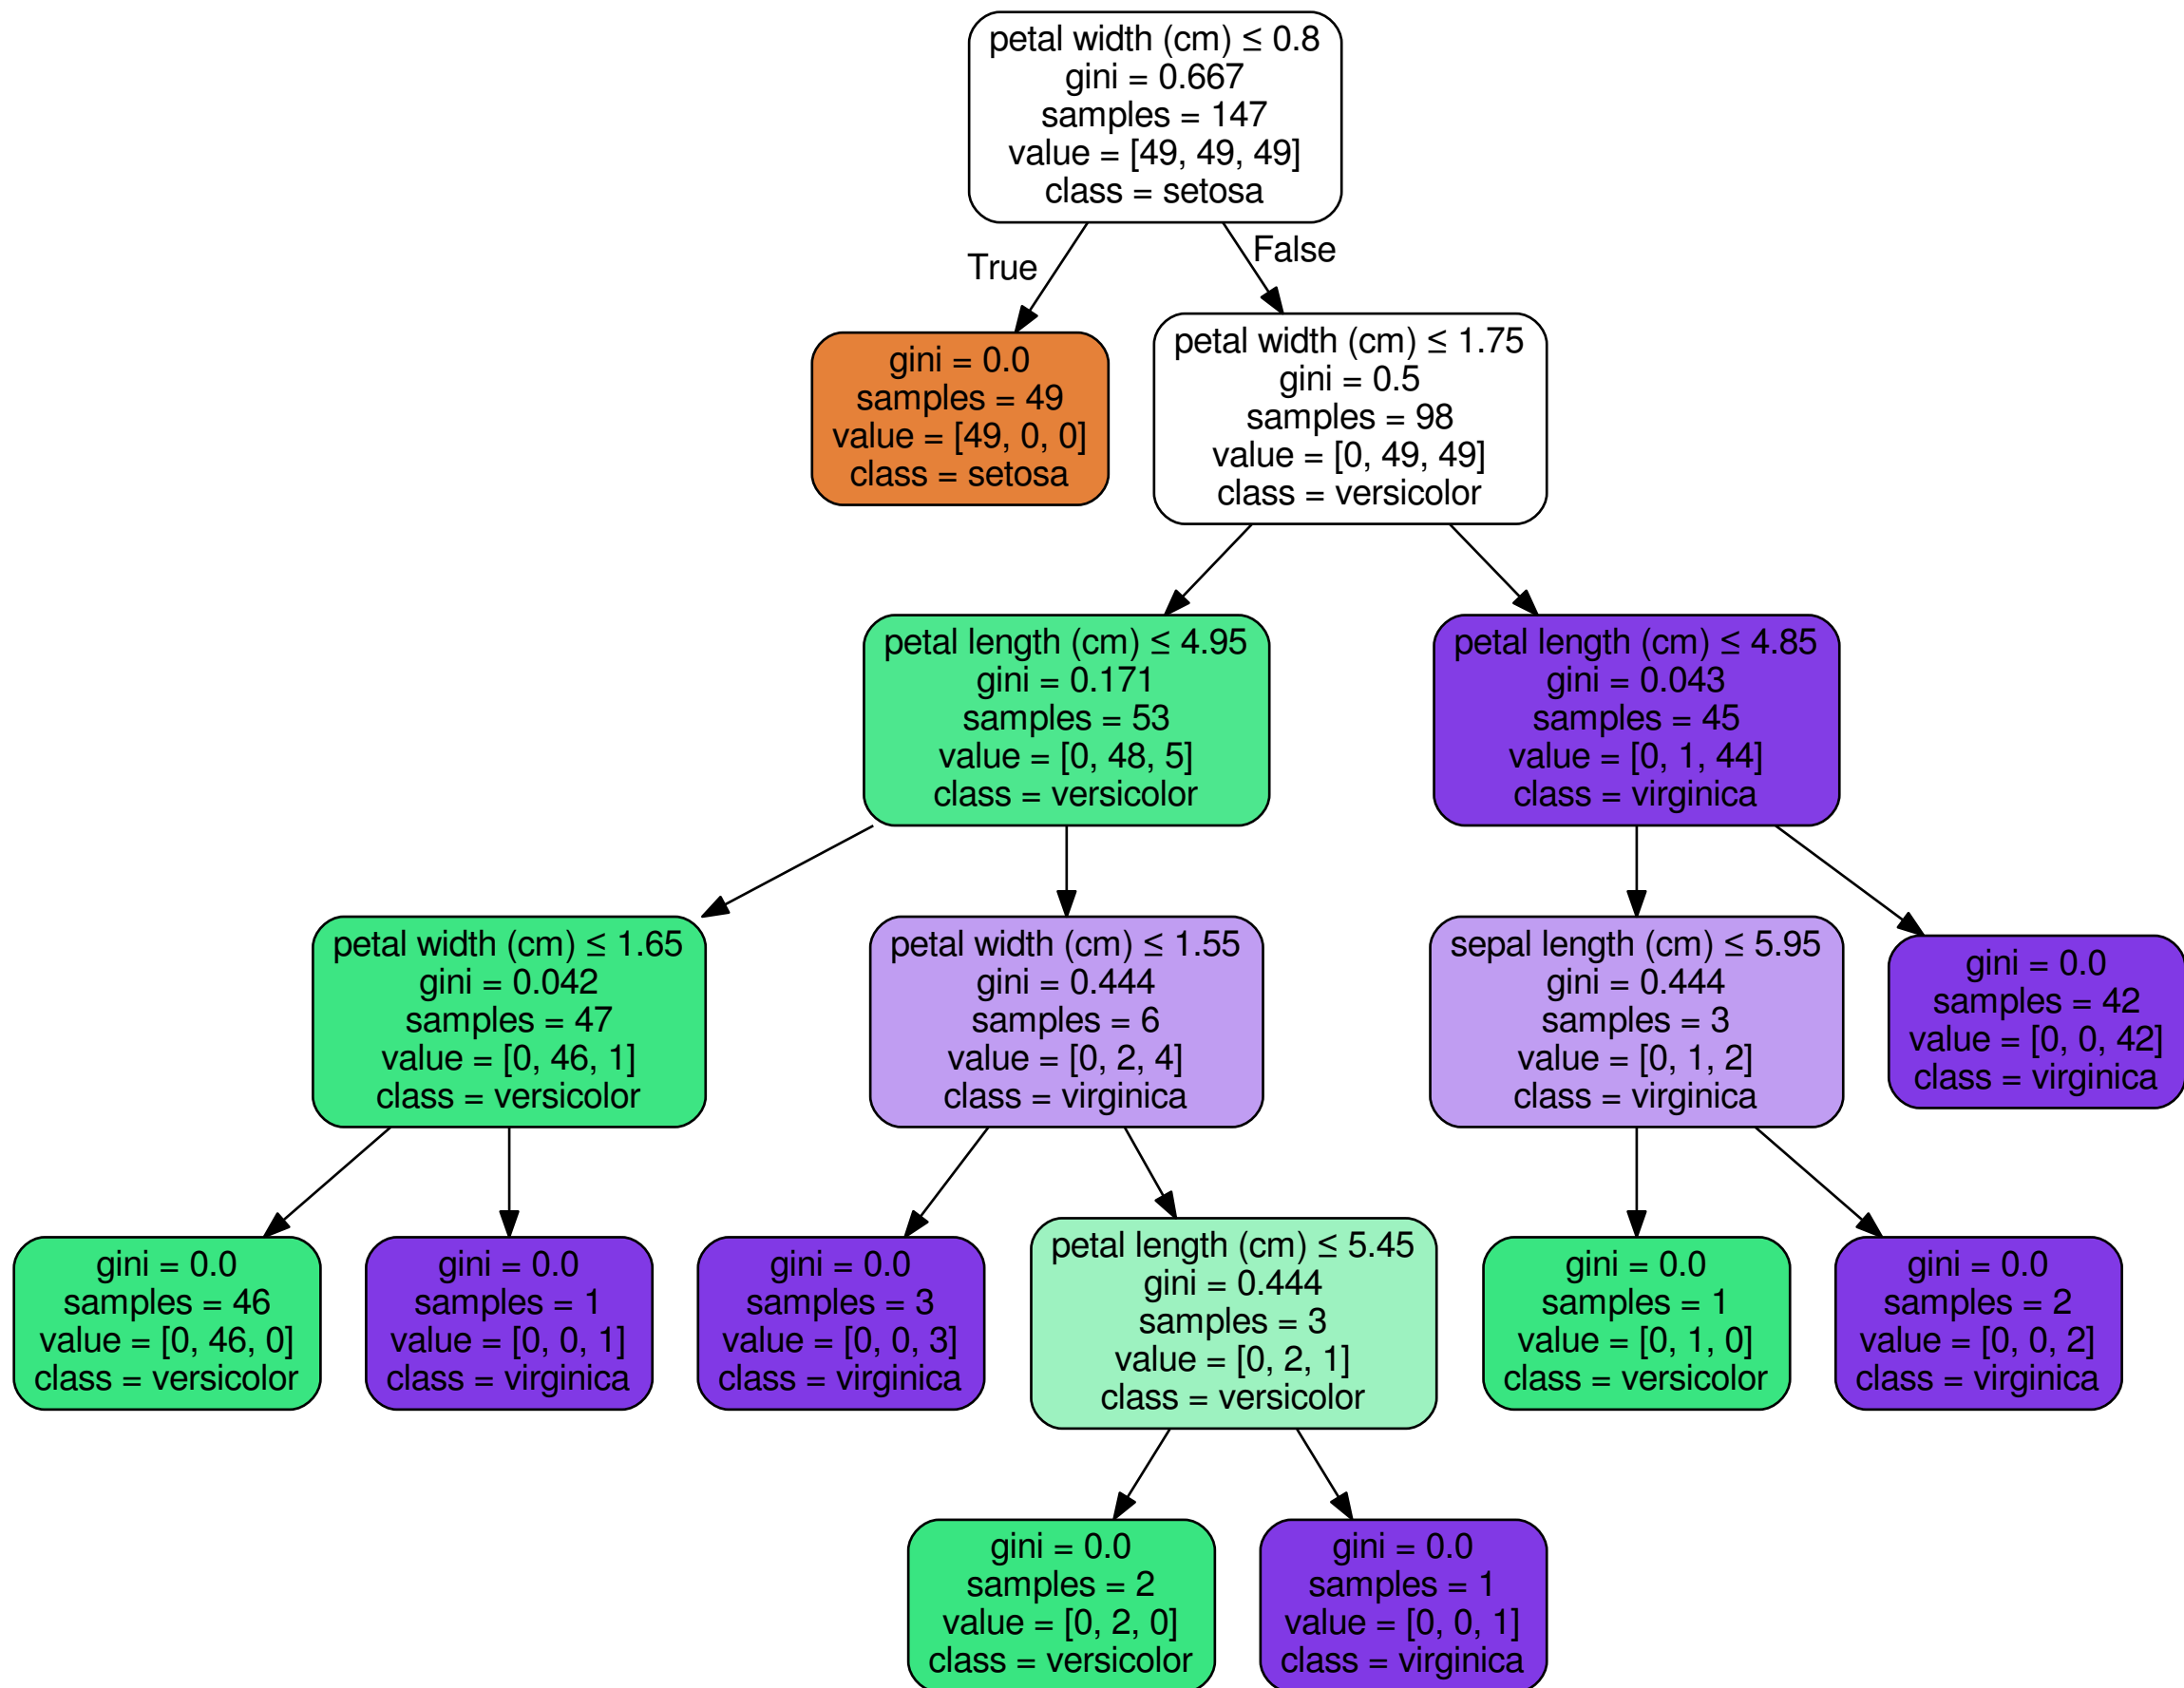 petal width (cm) ≤ 0.8
gini = 0.667
samples = 147
value = [49, 49, 49]
class = setosa
True
False
gini = 0.0
samples = 49
value = [49, 0, 0]
class = setosa
petal width (cm) ≤ 1.75
gini = 0.5
samples = 98
value = [0, 49, 49]
class = versicolor
petal length (cm) ≤ 4.95
gini = 0.171
samples = 53
value = [0, 48, 5]
class = versicolor
petal length (cm) ≤ 4.85
gini = 0.043
samples = 45
value = [0, 1, 44]
class = virginica
petal width (cm) ≤ 1.65
gini = 0.042
samples = 47
value = [0, 46, 1]
class = versicolor
petal width (cm) ≤ 1.55
gini = 0.444
samples = 6
value = [0, 2, 4]
class = virginica
sepal length (cm) ≤ 5.95
gini = 0.444
samples = 3
value = [0, 1, 2]
class = virginica
gini = 0.0
samples = 42
value = [0, 0, 42]
class = virginica
gini = 0.0
samples = 46
value = [0, 46, 0]
class = versicolor
gini = 0.0
samples = 1
value = [0, 0, 1]
class = virginica
gini = 0.0
samples = 3
value = [0, 0, 3]
class = virginica
petal length (cm) ≤ 5.45
gini = 0.444
samples = 3
value = [0, 2, 1]
class = versicolor
gini = 0.0
samples = 1
value = [0, 1, 0]
class = versicolor
gini = 0.0
samples = 2
value = [0, 0, 2]
class = virginica
gini = 0.0
samples = 2
value = [0, 2, 0]
class = versicolor
gini = 0.0
samples = 1
value = [0, 0, 1]
class = virginica